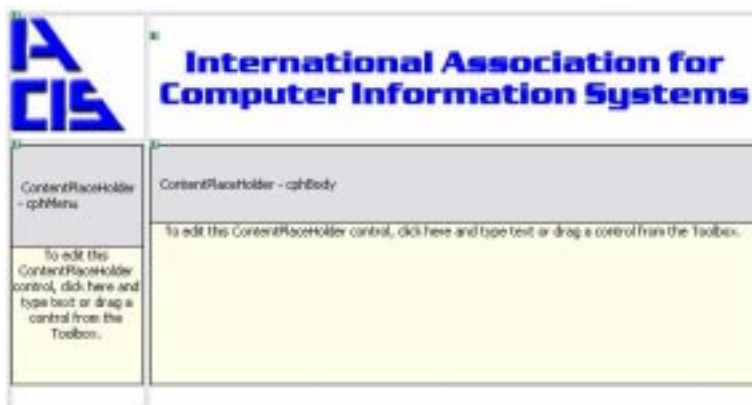 IA
CIS
International Association for
Computer Information Systems
ContentPlaceHolder
- cphMenu
To edit this
ContentPlaceHolder
control, click here and
type text or drag a
control from the
Toolbox.
ContentPlaceHolder - cphBody
To edit this ContentPlaceHolder control, click here and type text or drag a control from the Toolbox.